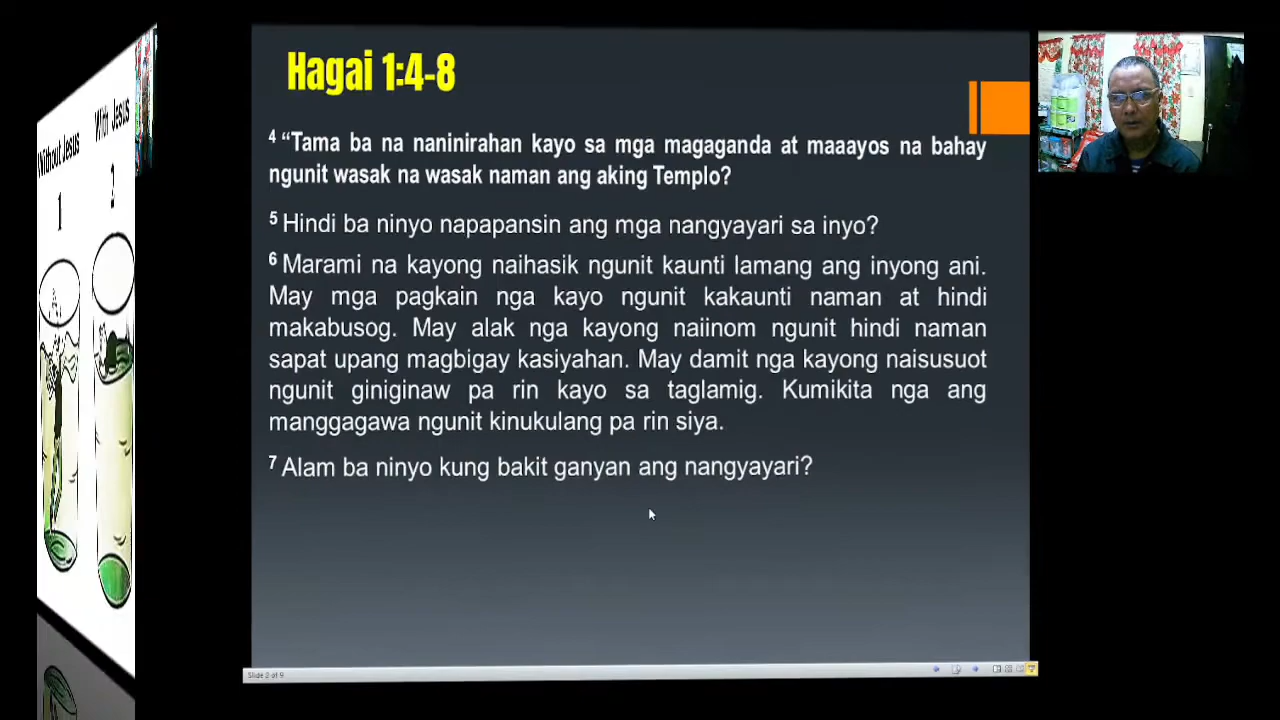 Without Jesus
With Jesus
1
2
Hagai 1:4-8
4 “Tama ba na naninirahan kayo sa mga magaganda at maaayos na bahay
ngunit wasak na wasak naman ang aking Templo?
5 Hindi ba ninyo napapansin ang mga nangyayari sa inyo?
6 Marami na kayong naihasik ngunit kaunti lamang ang inyong ani.
May mga pagkain nga kayo ngunit kakaunti naman at hindi
makabusog. May alak nga kayong naiinom ngunit hindi naman
sapat upang magbigay kasiyahan. May damit nga kayong naisusuot
ngunit giniginaw pa rin kayo sa taglamig. Kumikita nga ang
manggagawa ngunit kinukulang pa rin siya.
7 Alam ba ninyo kung bakit ganyan ang nangyayari?
Slide 2 of 9